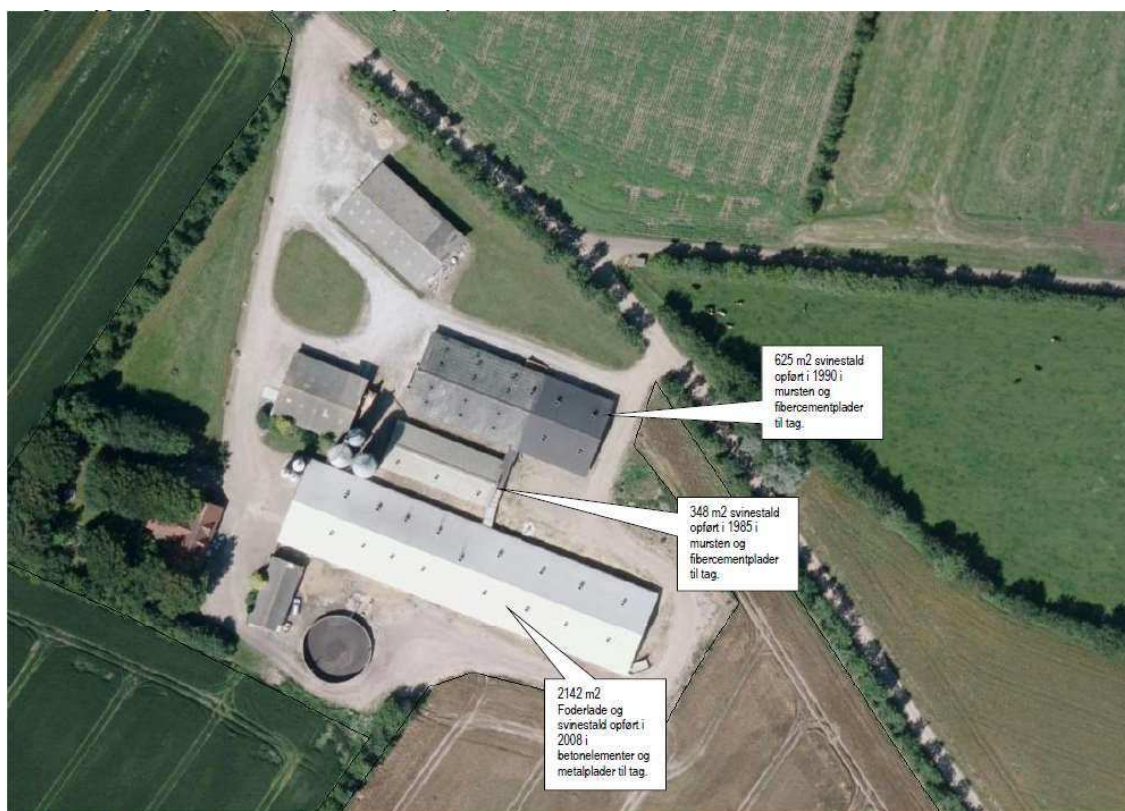 625 m2 svinestald
opført i 1990 i
mursten og
fibercementplader
til tag.
348 m2 svinestald
opført i 1985 i
mursten og
fibercementplader
til tag.
2142 m2
Foderlade og
svinestald opført i
2008 i
betonelementer og
metalplader til tag.